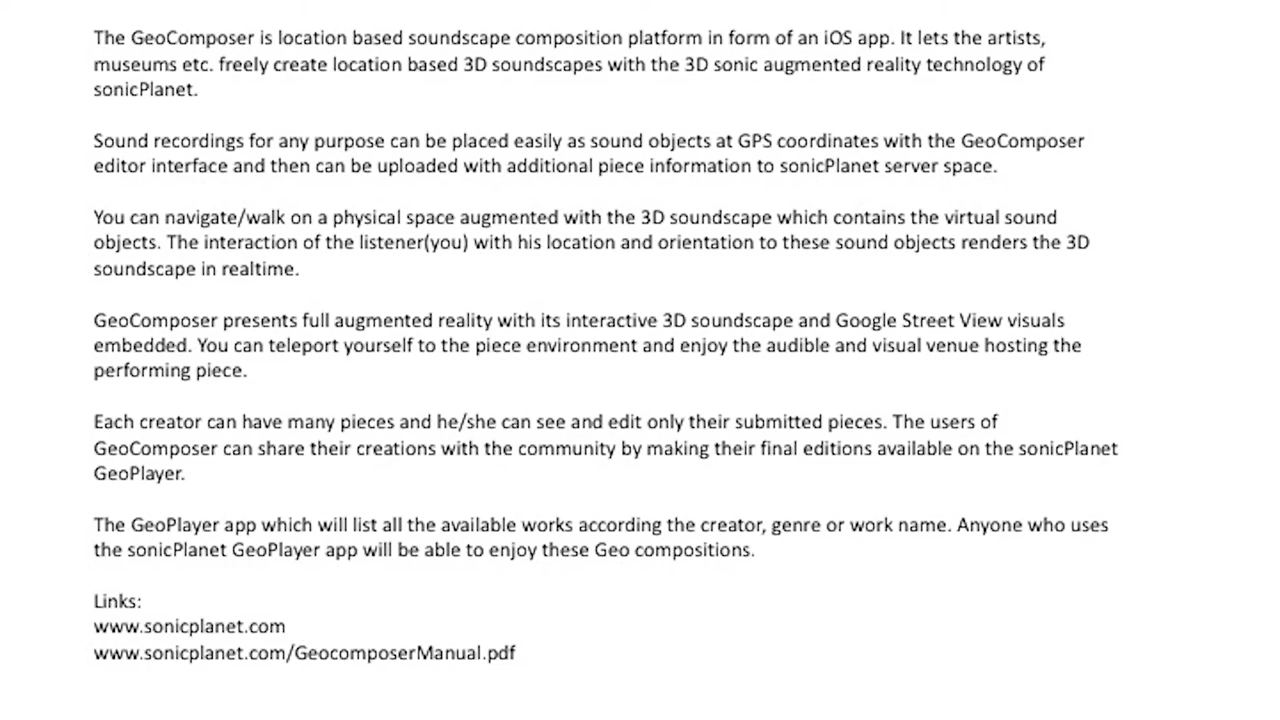 The GeoComposer is location based soundscape composition platform in form of an iOS app. It lets the artists,
museums etc. freely create location based 3D soundscapes with the 3D sonic augmented reality technology of
sonicPlanet.
Sound recordings for any purpose can be placed easily as sound objects at GPS coordinates with the GeoComposer
editor interface and then can be uploaded with additional piece information to sonicPlanet server space.
You can navigate/walk on a physical space augmented with the 3D soundscape which contains the virtual sound
objects. The interaction of the listener(you) with his location and orientation to these sound objects renders the 3D
soundscape in realtime.
GeoComposer presents full augmented reality with its interactive 3D soundscape and Google Street View visuals
embedded. You can teleport yourself to the piece environment and enjoy the audible and visual venue hosting the
performing piece.
Each creator can have many pieces and he/she can see and edit only their submitted pieces. The users of
GeoComposer can share their creations with the community by making their final editions available on the sonicPlanet
GeoPlayer.
The GeoPlayer app which will list all the available works according the creator, genre or work name. Anyone who uses
the sonicPlanet GeoPlayer app will be able to enjoy these Geo compositions.
Links:
www.sonicplanet.com
www.sonicplanet.com/GeocomposerManual.pdf